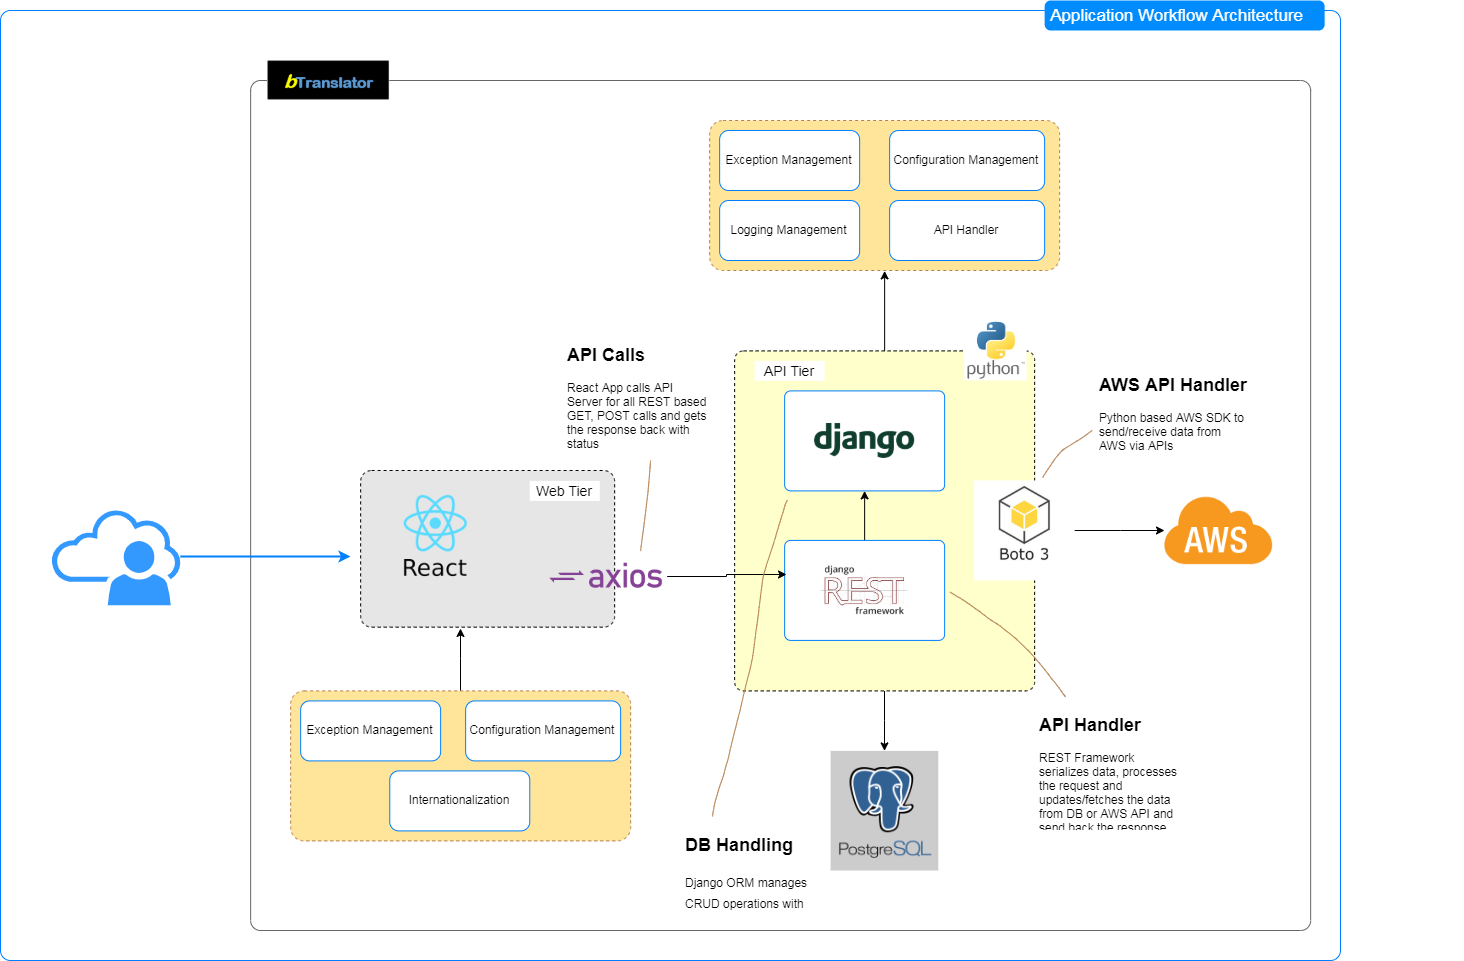 Application Workflow Architecture
bTranslator
Exception Management
Configuration Management
Logging Management
API Handler
API Calls
React App calls API
Server for all REST based
GET, POST calls and gets
the response back with
status
API Tier
python
AWS API Handler
Python based AWS SDK to
send/receive data from
AWS via APIs
django
Web Tier
React
axios
django
REST
framework
Boto 3
AWS
Exception Management
Configuration Management
Internationalization
API Handler
REST Framework
serializes data, processes
the request and
updates/fetches the data
from DB or AWS API and
send back the response
PostgreSQL
DB Handling
Django ORM manages
CRUD operations with